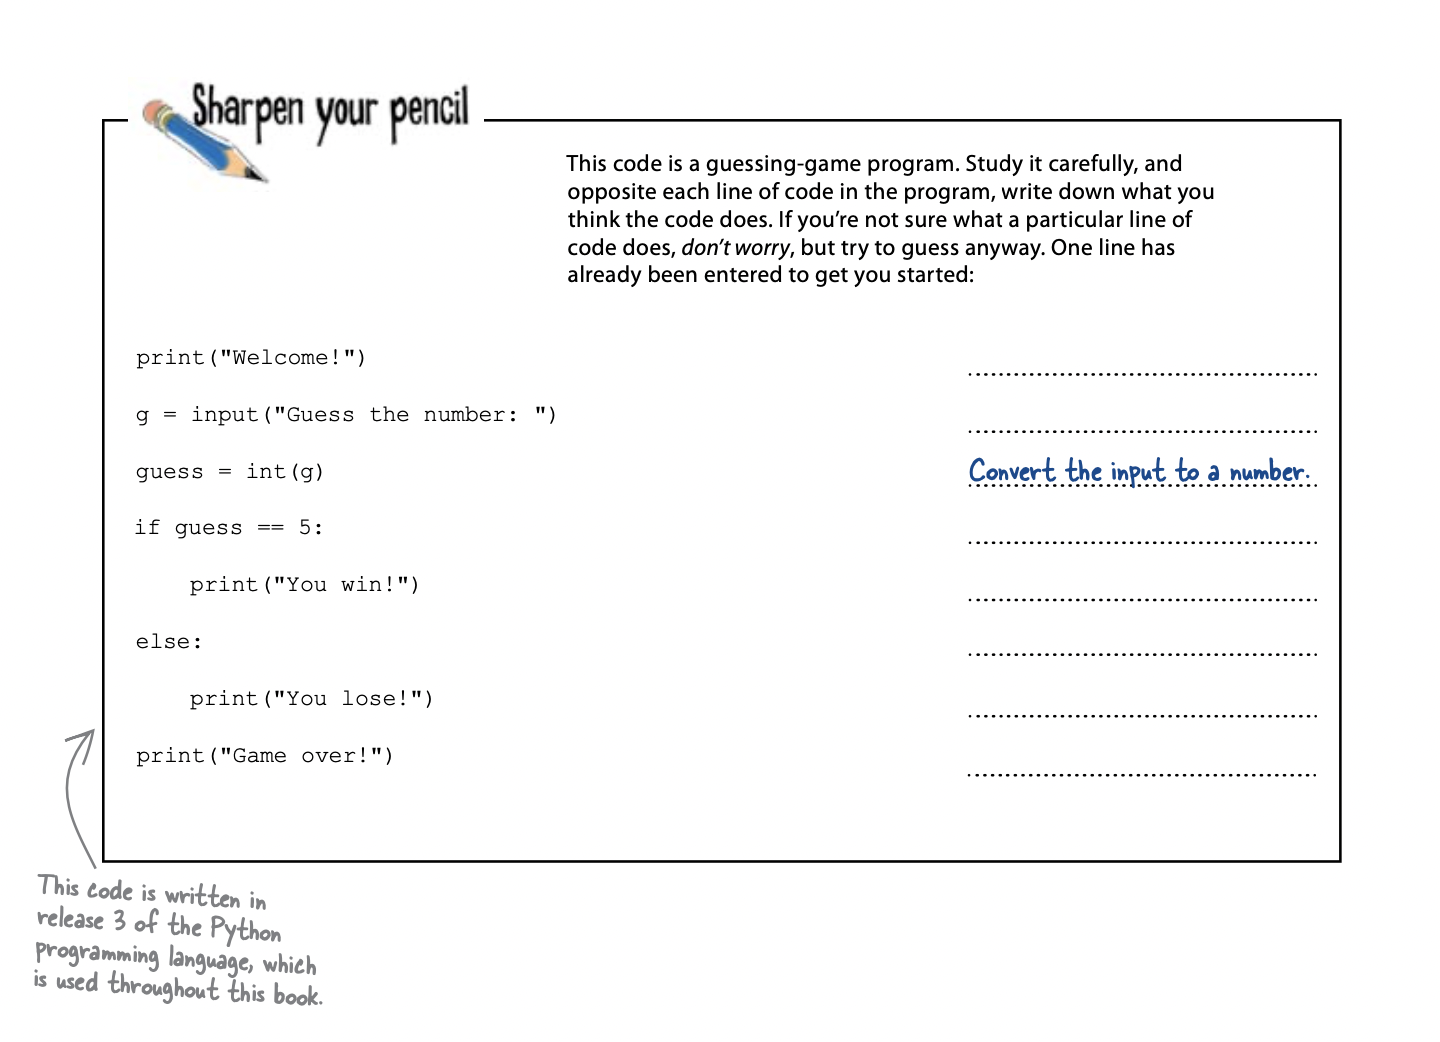 Sharpen your pencil
This code is a guessing-game program. Study it carefully, and
opposite each line of code in the program, write down what you
think the code does. If you’re not sure what a particular line of
code does, don’t worry, but try to guess anyway. One line has
already been entered to get you started:
print("Welcome!")
g = input("Guess the number: ")
guess = int(g)
Convert the input to a number.
if guess == 5:
    print("You win!")
else:
    print("You lose!")
print("Game over!")
This code is written in
release 3 of the Python
programming language, which
is used throughout this book.